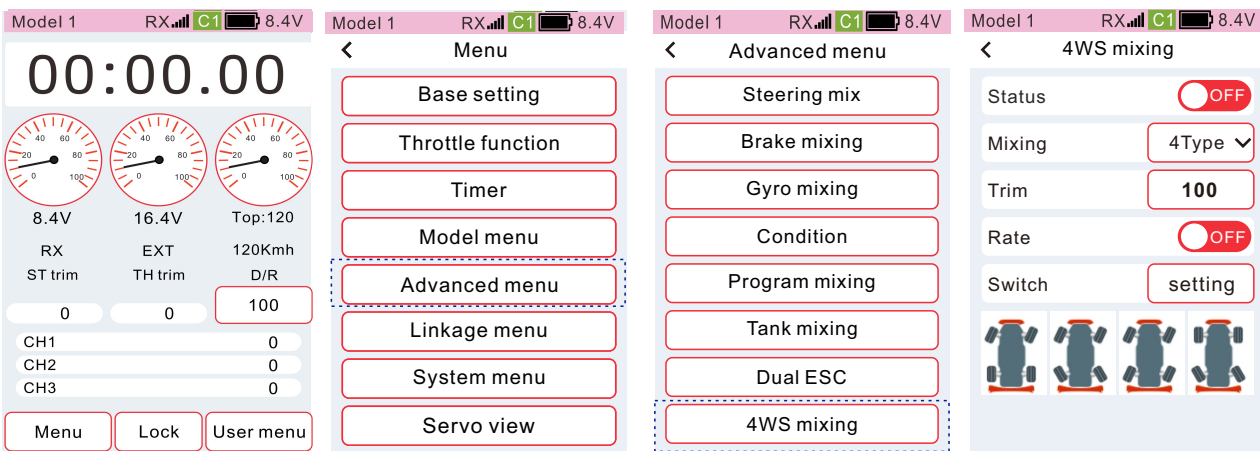 Model 1 RX C1 8.4V
00:00.00
0 20 40 60 80 100
0 20 40 60 80 100
0 20 40 60 80 100
8.4V 16.4V Top:120
RX EXT 120Kmh
ST trim TH trim D/R
0 0 100
CH1 0
CH2 0
CH3 0
Menu Lock User menu
Model 1 RX C1 8.4V
< Menu
Base setting
Throttle function
Timer
Model menu
Advanced menu
Linkage menu
System menu
Servo view
Model 1 RX C1 8.4V
< Advanced menu
Steering mix
Brake mixing
Gyro mixing
Condition
Program mixing
Tank mixing
Dual ESC
4WS mixing
Model 1 RX C1 8.4V
< 4WS mixing
Status OFF
Mixing 4Type
Trim 100
Rate OFF
Switch setting